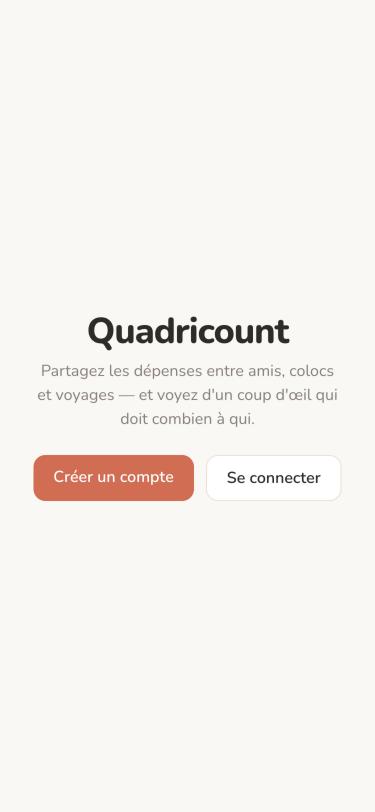 Quadricount
Partagez les dépenses entre amis, colocs
et voyages — et voyez d'un coup d'œil qui
doit combien à qui.
Créer un compte
Se connecter